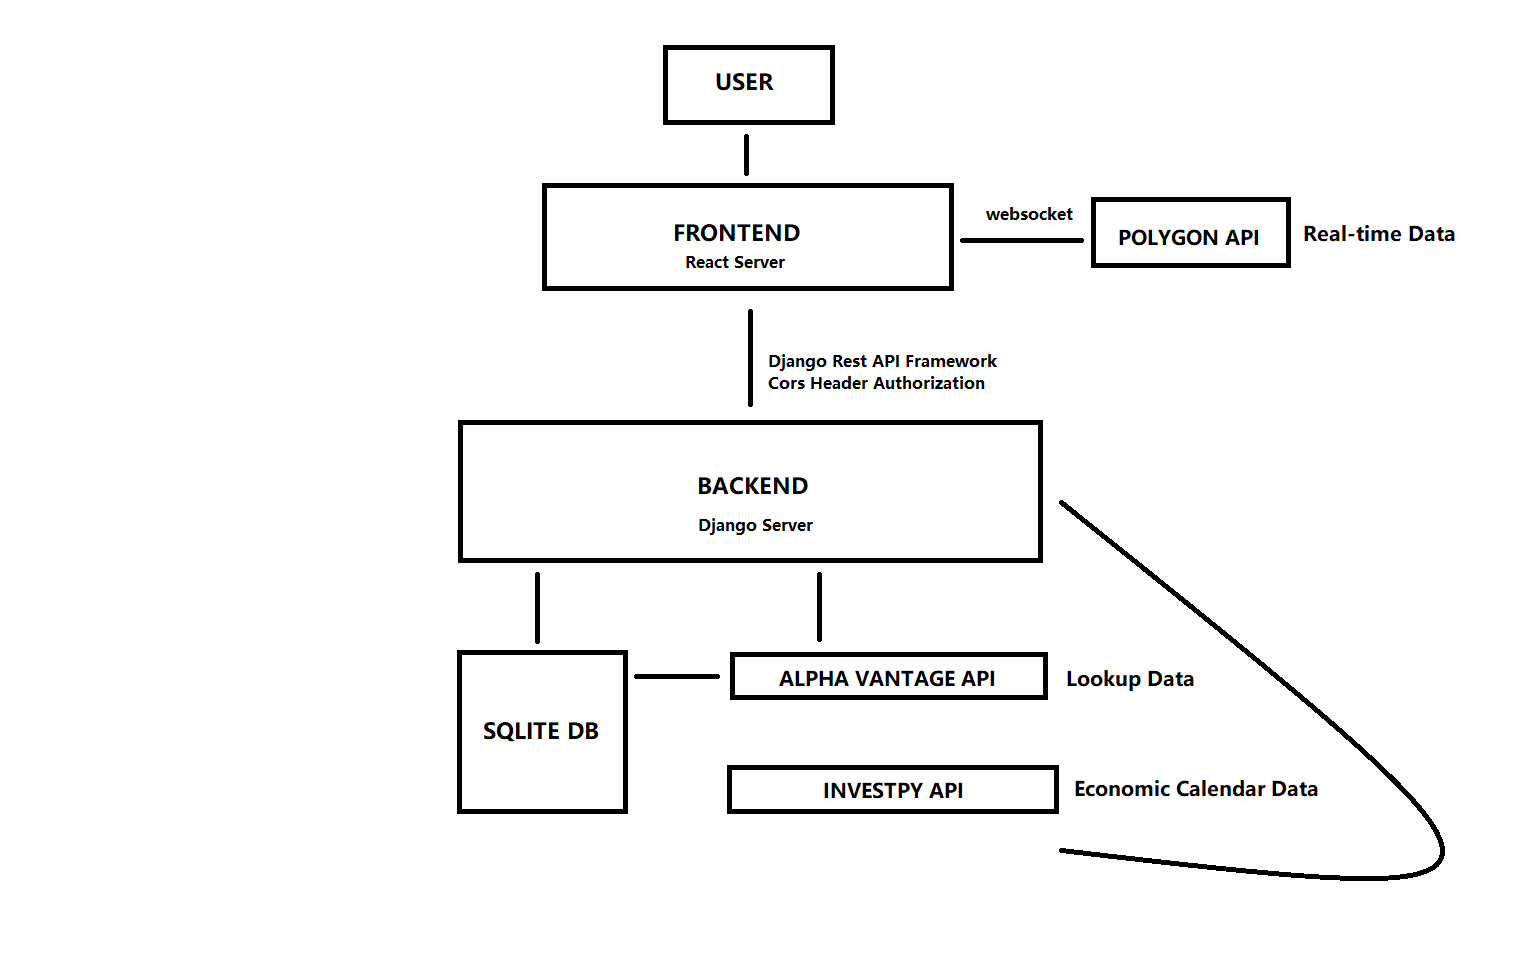 USER
FRONTEND
React Server
websocket
POLYGON API
Real-time Data
Django Rest API Framework
Cors Header Authorization
BACKEND
Django Server
SQLITE DB
ALPHA VANTAGE API
Lookup Data
INVESTPY API
Economic Calendar Data